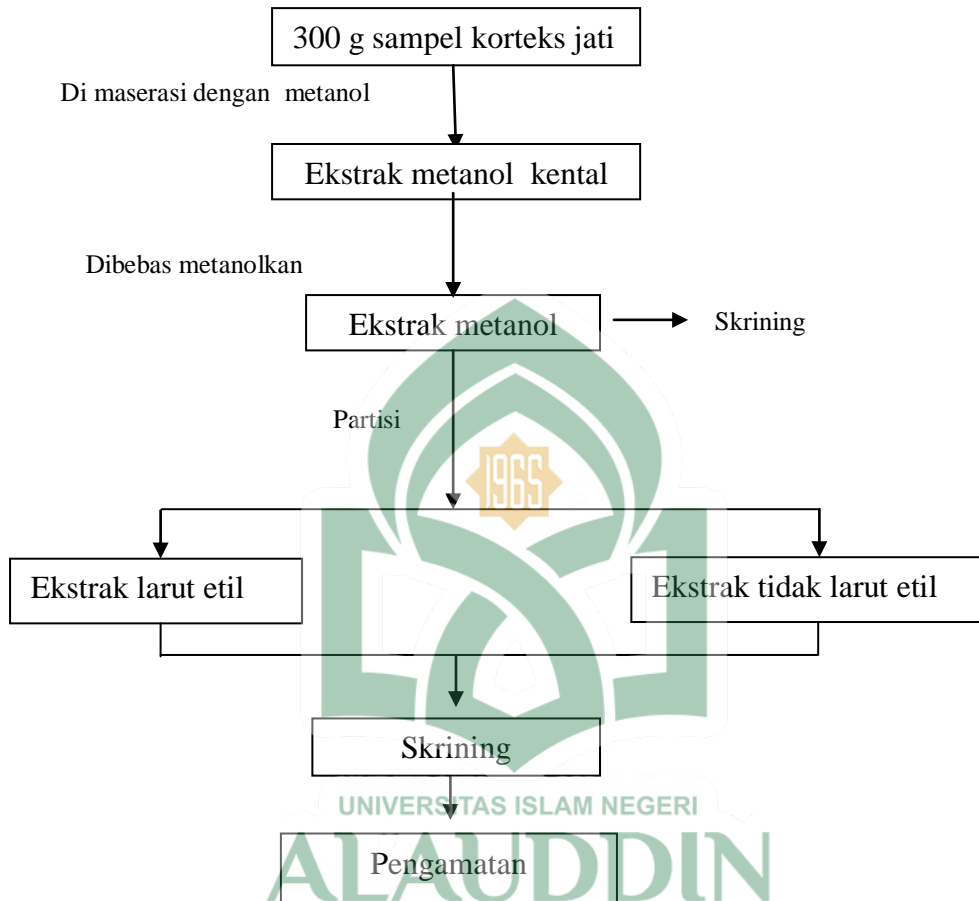 300 g sampel korteks jati
Di maserasi dengan metanol
Ekstrak metanol kental
Dibebas metanolkan
Ekstrak metanol
Skrining
Partisi
1965
Ekstrak larut etil
Ekstrak tidak larut etil
Skrining
UNIVERSITAS ISLAM NEGERI
ALAUDDIN
Pengamatan